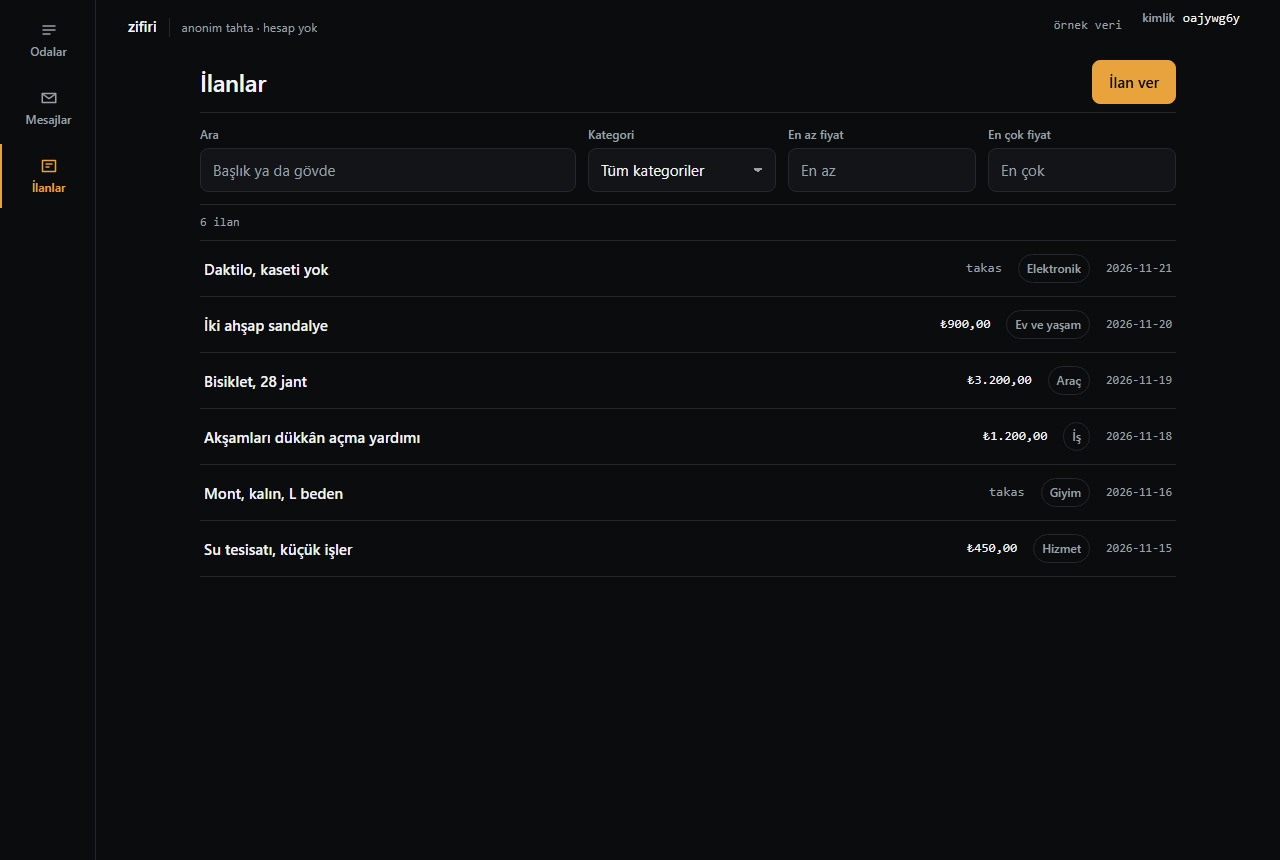 Odalar
Mesajlar
İlanlar
zifiri
anonim tahta · hesap yok
örnek veri
kimlik oajywg6y
İlanlar
İlan ver
Ara
Kategori
En az fiyat
En çok fiyat
Başlık ya da gövde
Tüm kategoriler
En az
En çok
6 ilan
Daktilo, kaseti yok takas Elektronik 2026-11-21
İki ahşap sandalye ₺900,00 Ev ve yaşam 2026-11-20
Bisiklet, 28 jant ₺3.200,00 Araç 2026-11-19
Akşamları dükkân açma yardımı ₺1.200,00 İş 2026-11-18
Mont, kalın, L beden takas Giyim 2026-11-16
Su tesisatı, küçük işler ₺450,00 Hizmet 2026-11-15